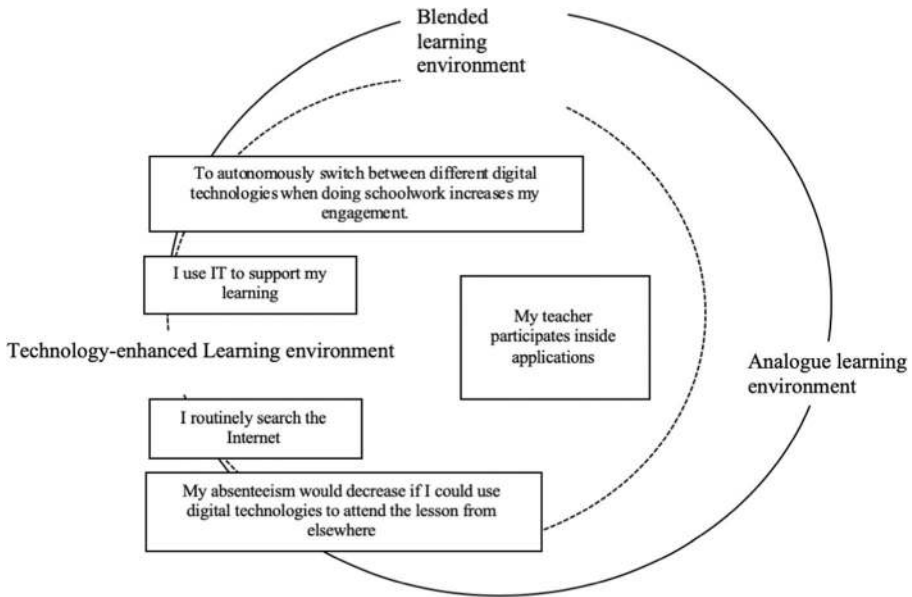 Blended
learning
environment
To autonomously switch between different digital
technologies when doing schoolwork increases my
engagement.
I use IT to support my
learning
My teacher
participates inside
applications
Technology-enhanced Learning environment
Analogue learning
environment
I routinely search the
Internet
My absenteeism would decrease if I could use
digital technologies to attend the lesson from
elsewhere